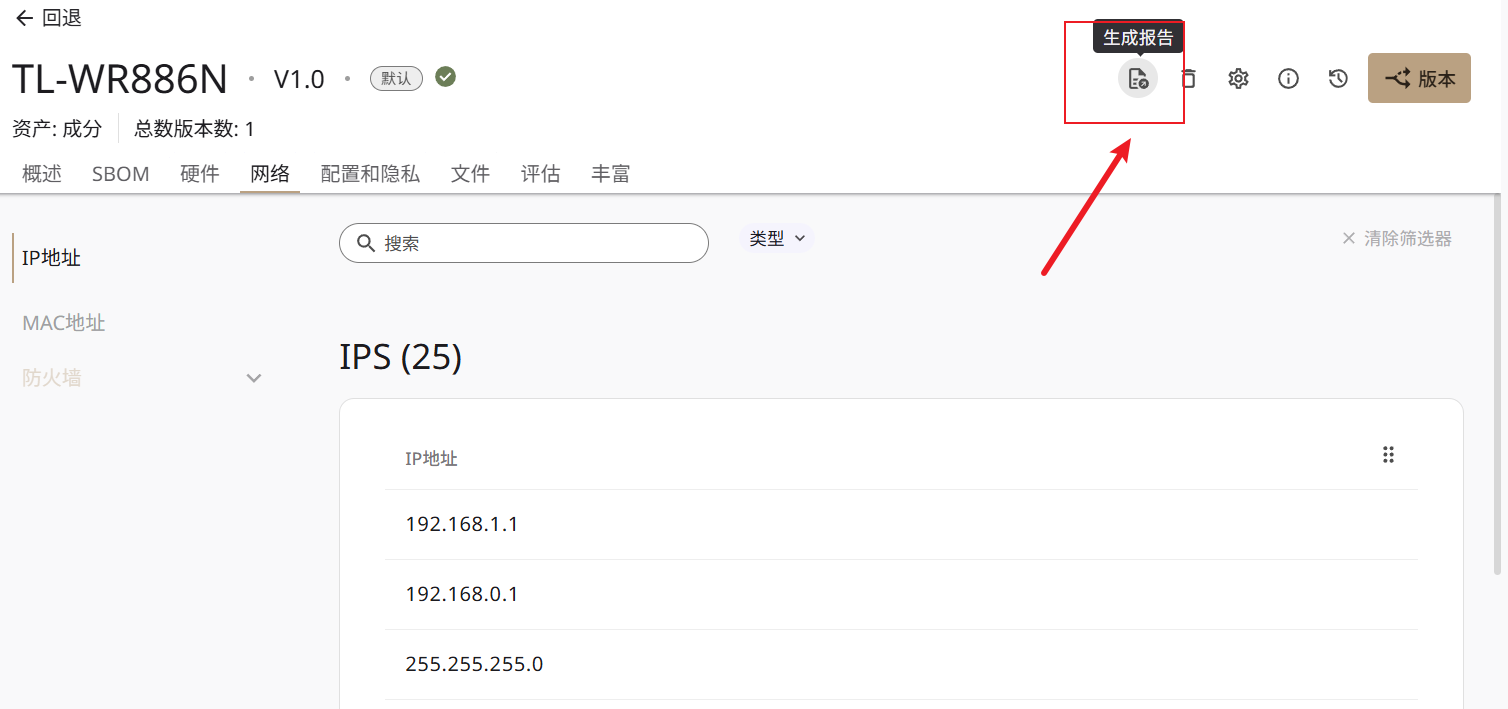 回退
生成报告
TL-WR886N • V1.0 • 默认
版本
资产: 成分 总数版本数: 1
概述 SBOM 硬件 网络 配置和隐私 文件 评估 丰富
IP地址
搜索 类型 清除筛选器
MAC地址
防火墙
IPS (25)
IP地址
192.168.1.1
192.168.0.1
255.255.255.0